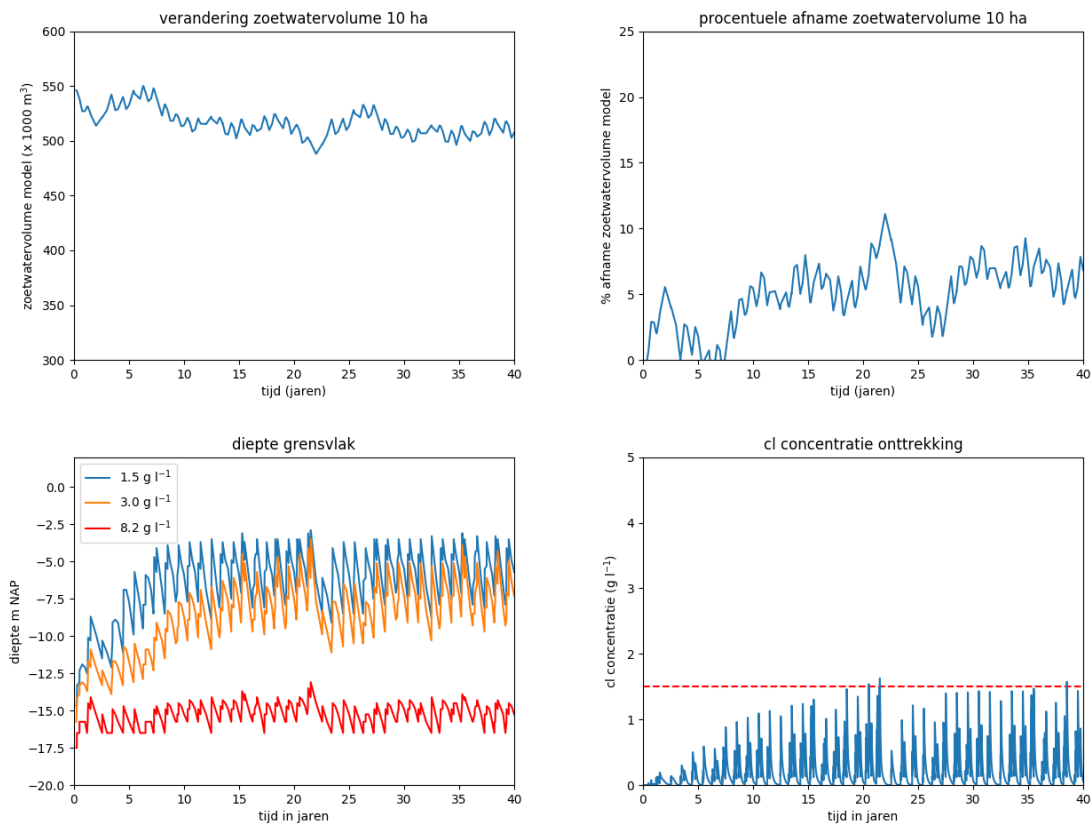 verandering zoetwatervolume 10 ha
600
550
500
450
400
350
300
zoetwatervolume model (x 1000 m³)
0 5 10 15 20 25 30 35 40
tijd (jaren)
procentuele afname zoetwatervolume 10 ha
25
20
15
10
5
0
% afname zoetwatervolume model
0 5 10 15 20 25 30 35 40
tijd (jaren)
diepte grensvlak
1.5 g l⁻¹
3.0 g l⁻¹
8.2 g l⁻¹
0.0
−2.5
−5.0
−7.5
−10.0
−12.5
−15.0
−17.5
−20.0
diepte m NAP
0 5 10 15 20 25 30 35 40
tijd in jaren
cl concentratie onttrekking
5
4
3
2
1
0
cl concentratie (g l⁻¹)
0 5 10 15 20 25 30 35 40
tijd in jaren